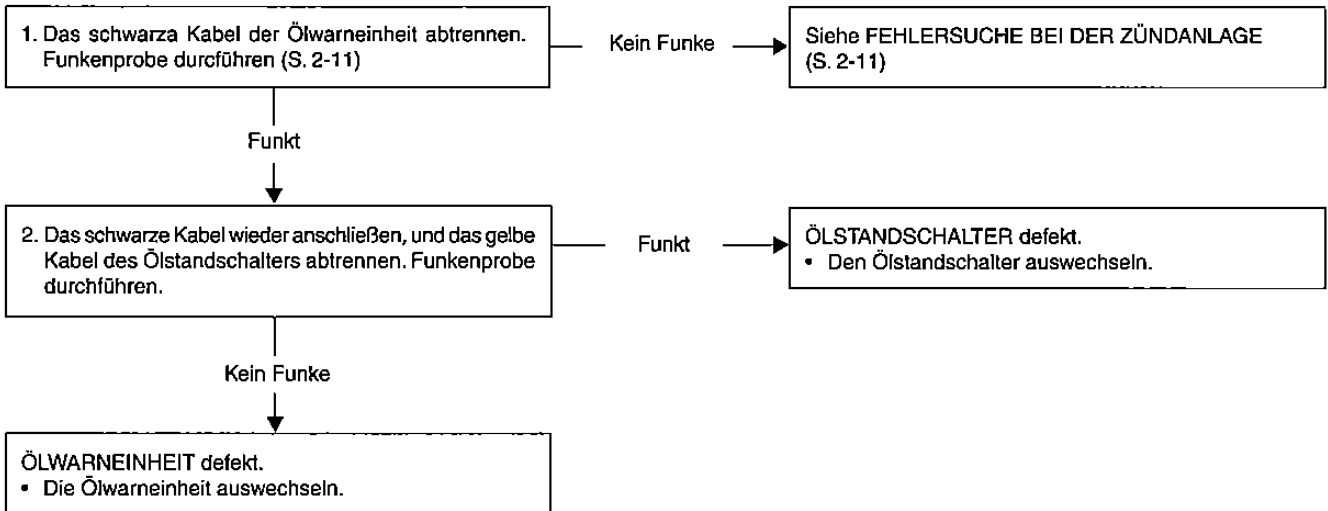 1. Das schwarza Kabel der Ölwarneinheit abtrennen.
Funkenprobe durcführen (S. 2-11)
Kein Funke
Siehe FEHLERSUCHE BEI DER ZÜNDANLAGE
(S. 2-11)
Funkt
2. Das schwarze Kabel wieder anschließen, und das gelbe
Kabel des Ölstandschalters abtrennen. Funkenprobe
durchführen.
Funkt
ÖLSTANDSCHALTER defekt.
• Den Ölstandschalter auswechseln.
Kein Funke
ÖLWARNEINHEIT defekt.
• Die Ölwarneinheit auswechseln.